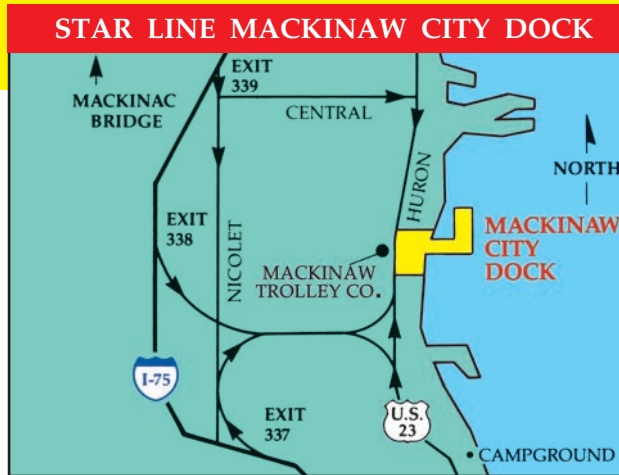 STAR LINE MACKINAW CITY DOCK
EXIT
339
MACKINAC
BRIDGE
CENTRAL
NORTH
HURON
EXIT
338
NICOLET
MACKINAW
CITY
DOCK
MACKINAW
TROLLEY CO.
I-75
EXIT
337
U.S.
23
CAMPGROUND